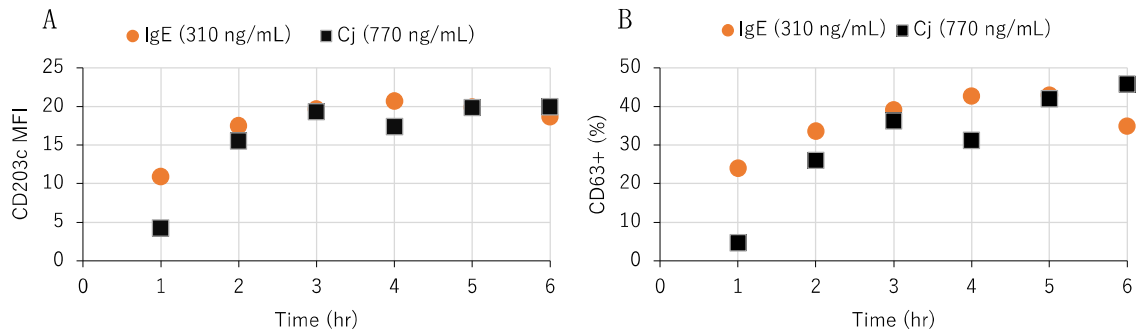 A
IgE (310 ng/mL) Cj (770 ng/mL)
25
20
15
10
5
0
CD203c MFI
0 1 2 3 4 5 6
Time (hr)
B
IgE (310 ng/mL) Cj (770 ng/mL)
50
40
30
20
10
0
CD63+ (%)
0 1 2 3 4 5 6
Time (hr)